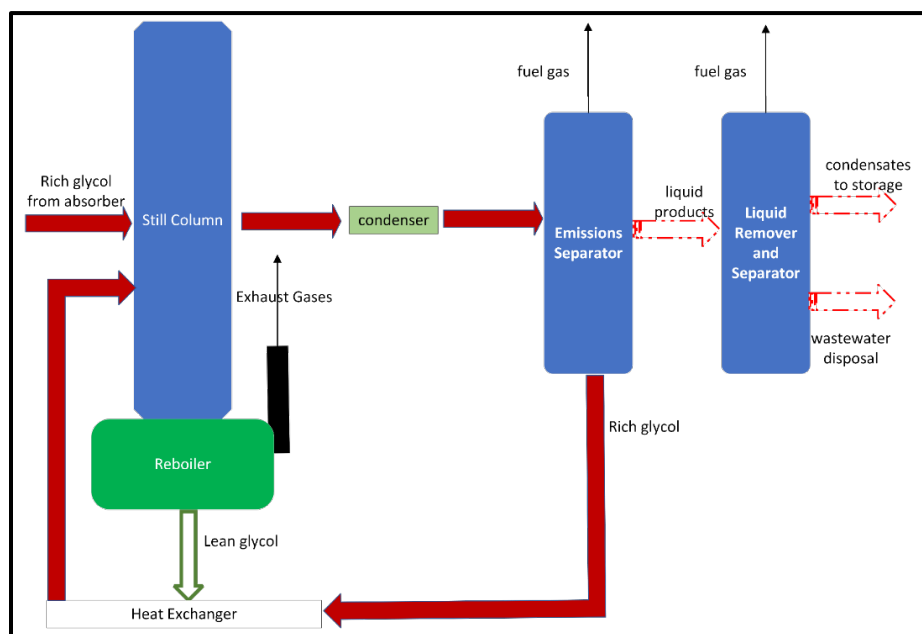 fuel gas
fuel gas
Rich glycol
from absorber
Still Column
condenser
Emissions
Separator
liquid
products
Liquid
Remover
and
Separator
condensates
to storage
Exhaust Gases
wastewater
disposal
Rich glycol
Reboiler
Lean glycol
Heat Exchanger